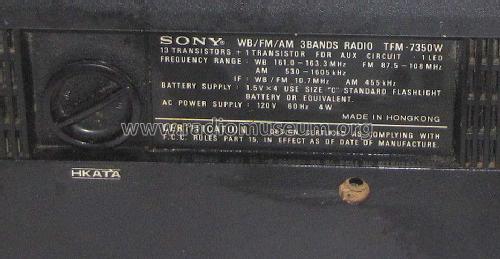 SONY WB/FM/AM 3BANDS RADIO TFM-7350W
13 TRANSISTORS + 1 TRANSISTOR FOR AUX CIRCUIT 1 LED
FREQUENCY RANGE : WB 161.0-163.3 MHz FM 87.5-108 MHz
AM 530-1605 kHz
IF : WB/FM 10.7 MHz AM 455 kHz
BATTERY SUPPLY : 1.5V×4 USE SIZE "C" STANDARD FLASHLIGHT
BATTERY OR EQUIVALENT.
AC POWER SUPPLY : 120V 60Hz 4W
MADE IN HONGKONG
www.radiomuseum.org
CERTIFICATION : DESIGN CERTIFIED AS COMPLYING WITH
F.C.C. RULES PART 15, IN EFFECT AS OF DATE OF MANUFACTURE.
HKATA